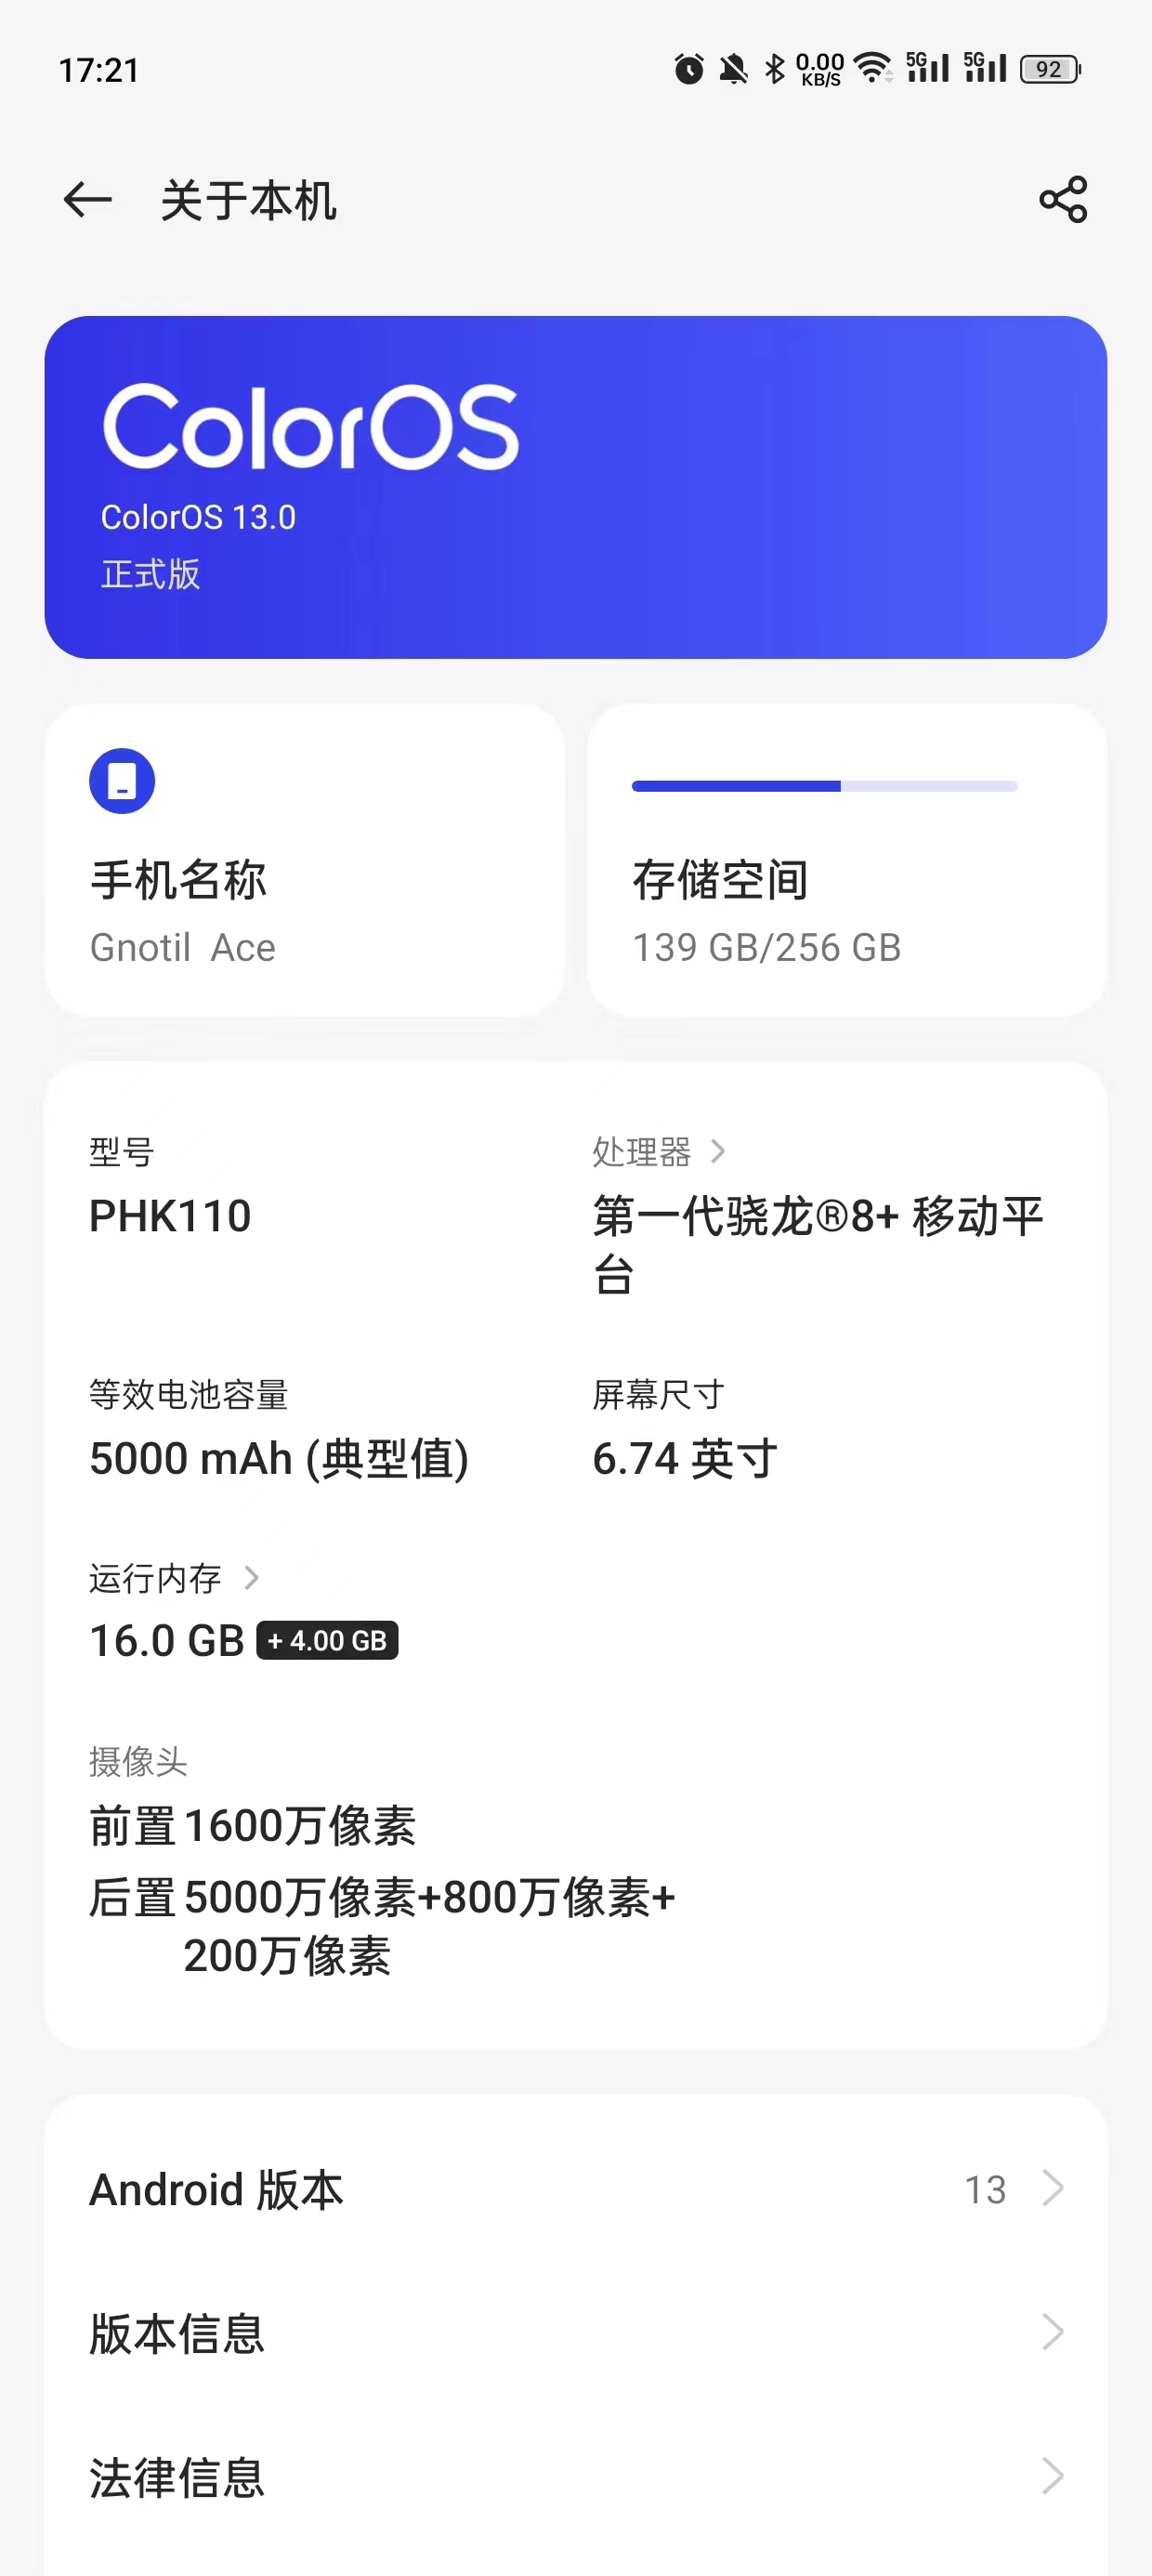 17:21
0.00
KB/S
5G
5G
92
关于本机
ColorOS
ColorOS 13.0
正式版
手机名称
Gnotil  Ace
存储空间
139 GB/256 GB
型号
PHK110
处理器
第一代骁龙®8+ 移动平
台
等效电池容量
5000 mAh (典型值)
屏幕尺寸
6.74 英寸
运行内存
16.0 GB + 4.00 GB
摄像头
前置 1600万像素
后置 5000万像素+800万像素+
200万像素
Android 版本
13
版本信息
法律信息